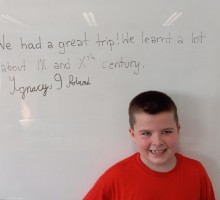 We had a great trip! We learnt a lot
about IX and Xth century.
Ignacy, 9 Poland